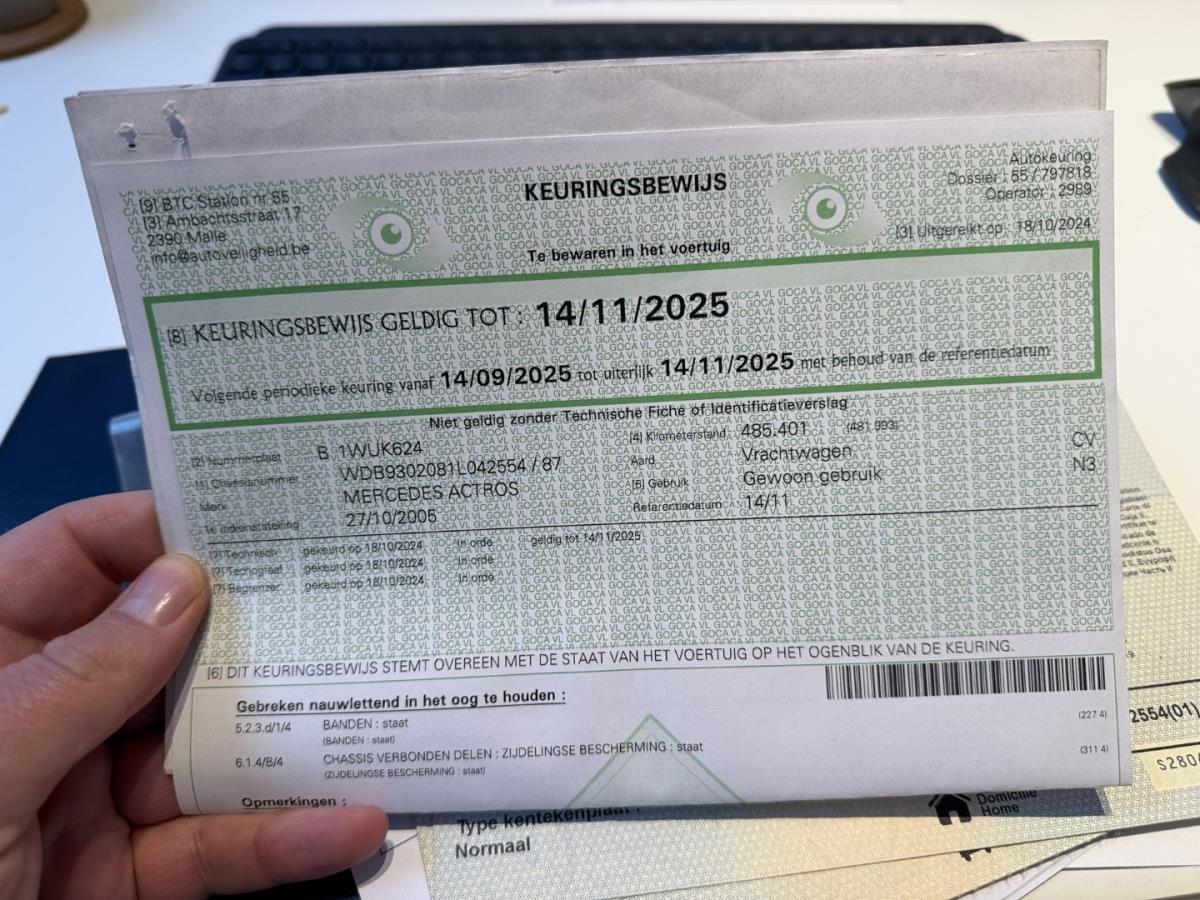 KEURINGSBEWIJS
Te bewaren in het voertuig
[9] BTC Station nr 55
[3] Ambachtsstraat 17
2390 Malle
info@autoveiligheid.be
Autokeuring
Dossier : 55 / 797818
Operator : 2989
[3] Uitgereikt op : 18/10/2024
[8] KEURINGSBEWIJS GELDIG TOT : 14/11/2025
Volgende periodieke keuring vanaf 14/09/2025 tot uiterlijk 14/11/2025 met behoud van de referentiedatum
Niet geldig zonder Technische Fiche of Identificatieverslag
[2] Nummerplaat B 1WUK624
[1] Chassisnummer WDB9302081L042554 / 87
Merk MERCEDES ACTROS
1e indienststelling 27/10/2005
[4] Kilometerstand 485.401 (481.993)
Aard Vrachtwagen CV
[5] Gebruik Gewoon gebruik N3
Referentiedatum 14/11
[7] Technisch gekeurd op 18/10/2024 In orde geldig tot 14/11/2025
[7] Tachograaf gekeurd op 18/10/2024 In orde
[7] Begrenzer gekeurd op 18/10/2024 In orde
[6] DIT KEURINGSBEWIJS STEMT OVEREEN MET DE STAAT VAN HET VOERTUIG OP HET OGENBLIK VAN DE KEURING.
Gebreken nauwlettend in het oog te houden :
5.2.3.d/1/4 BANDEN : staat (227 4)
(BANDEN : staat)
6.1.4/B/4 CHASSIS VERBONDEN DELEN : ZIJDELINGSE BESCHERMING : staat (311 4)
(ZIJDELINGSE BESCHERMING : staat)
Opmerkingen :
Type kentekenplaat :
Normaal
Domicilie
Home
2554(01)
S280/